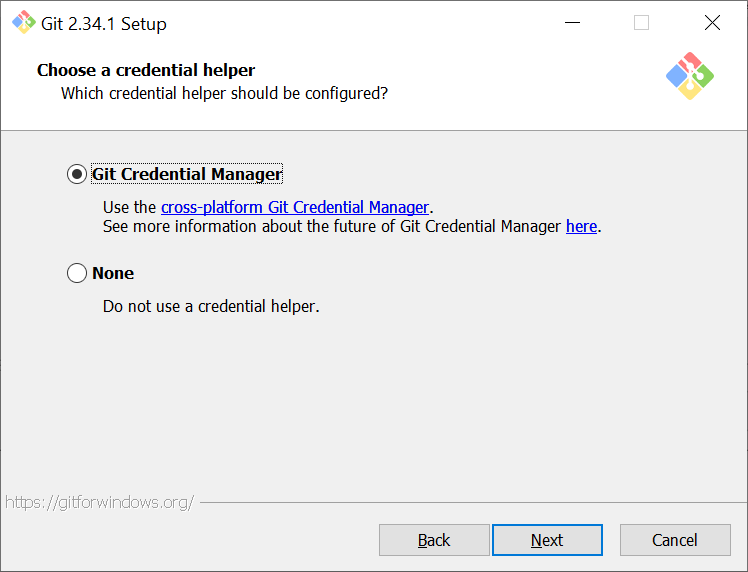 Git 2.34.1 Setup
Choose a credential helper
Which credential helper should be configured?
Git Credential Manager
Use the cross-platform Git Credential Manager.
See more information about the future of Git Credential Manager here.
None
Do not use a credential helper.
https://gitforwindows.org/
Back Next Cancel